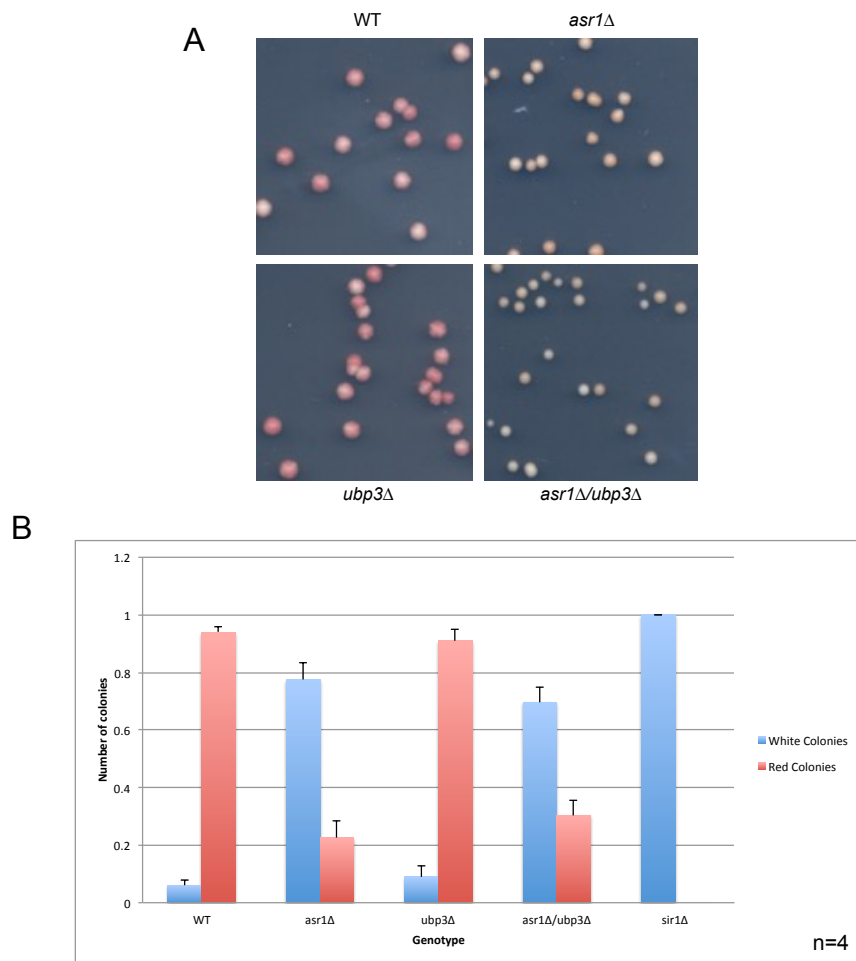 A
WT
asr1Δ
ubp3Δ
asr1Δ/ubp3Δ
B
1.2
1
0.8
0.6
0.4
0.2
0
Number of colonies
WT
asr1Δ
ubp3Δ
asr1Δ/ubp3Δ
sir1Δ
Genotype
White Colonies
Red Colonies
n=4